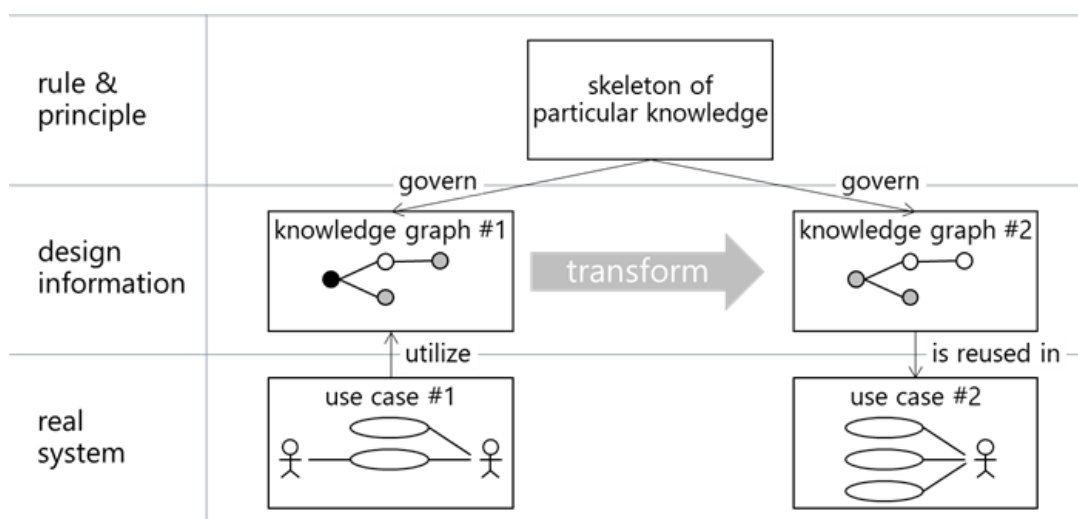 rule &
principle
skeleton of
particular knowledge
govern
govern
design
information
knowledge graph #1
transform
knowledge graph #2
utilize
is reused in
real
system
use case #1
use case #2